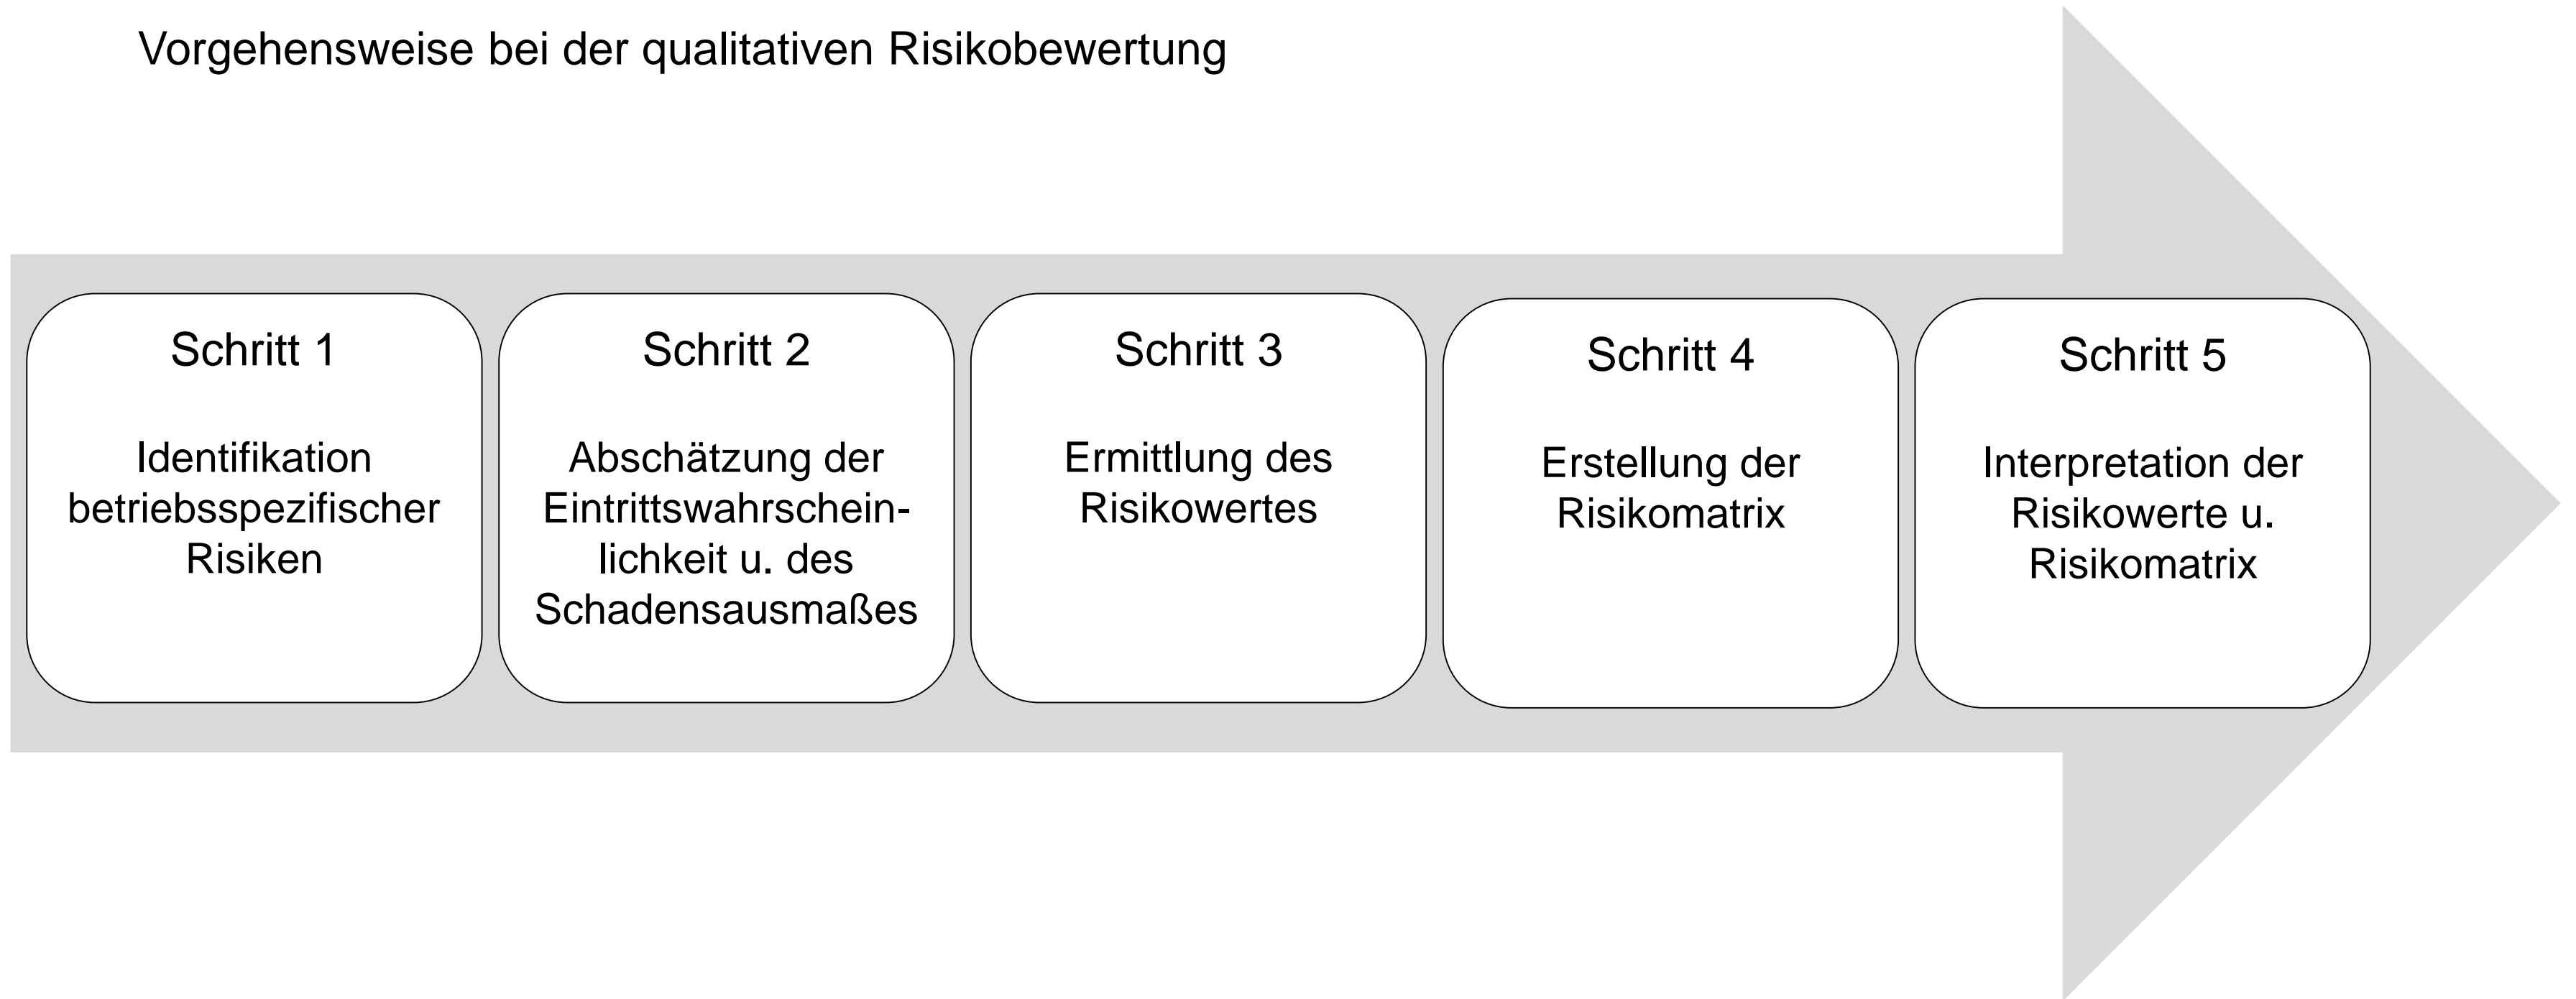 Vorgehensweise bei der qualitativen Risikobewertung
Schritt 1
Identifikation
betriebsspezifischer
Risiken
Schritt 2
Abschätzung der
Eintrittswahrschein-
lichkeit u. des
Schadensausmaßes
Schritt 3
Ermittlung des
Risikowertes
Schritt 4
Erstellung der
Risikomatrix
Schritt 5
Interpretation der
Risikowerte u.
Risikomatrix